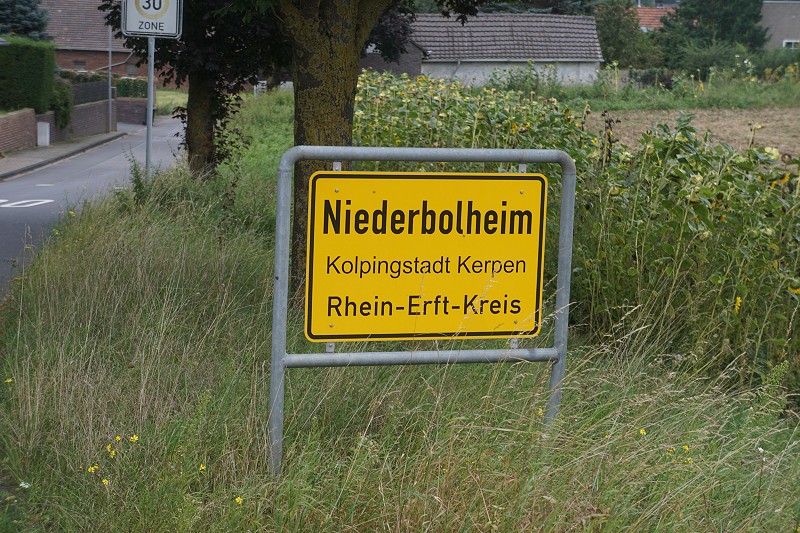 30
ZONE
Niederbolheim
Kolpingstadt Kerpen
Rhein-Erft-Kreis